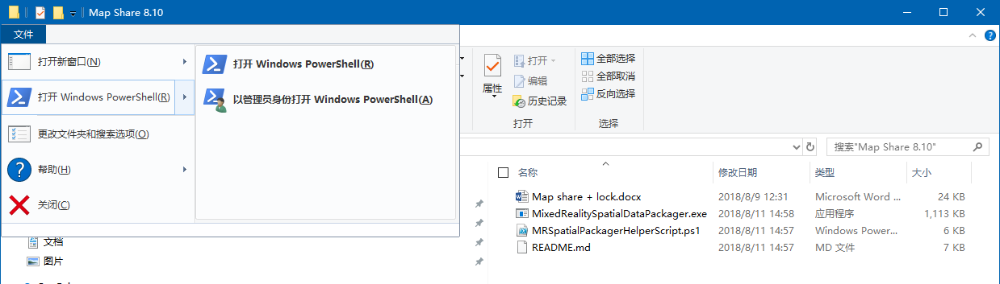 Map Share 8.10
文件
打开新窗口(N)
打开 Windows PowerShell(R)
更改文件夹和搜索选项(O)
帮助(H)
关闭(C)
打开 Windows PowerShell(R)
以管理员身份打开 Windows PowerShell(A)
属性
打开
编辑
历史记录
打开
全部选择
全部取消
反向选择
选择
搜索"Map Share 8.10"
名称 修改日期 类型 大小
Map share + lock.docx 2018/8/9 12:31 Microsoft Word ... 24 KB
MixedRealitySpatialDataPackager.exe 2018/8/11 14:58 应用程序 1,113 KB
MRSpatialPackagerHelperScript.ps1 2018/8/11 14:57 Windows Power... 6 KB
README.md 2018/8/11 14:57 MD 文件 7 KB
文档
图片